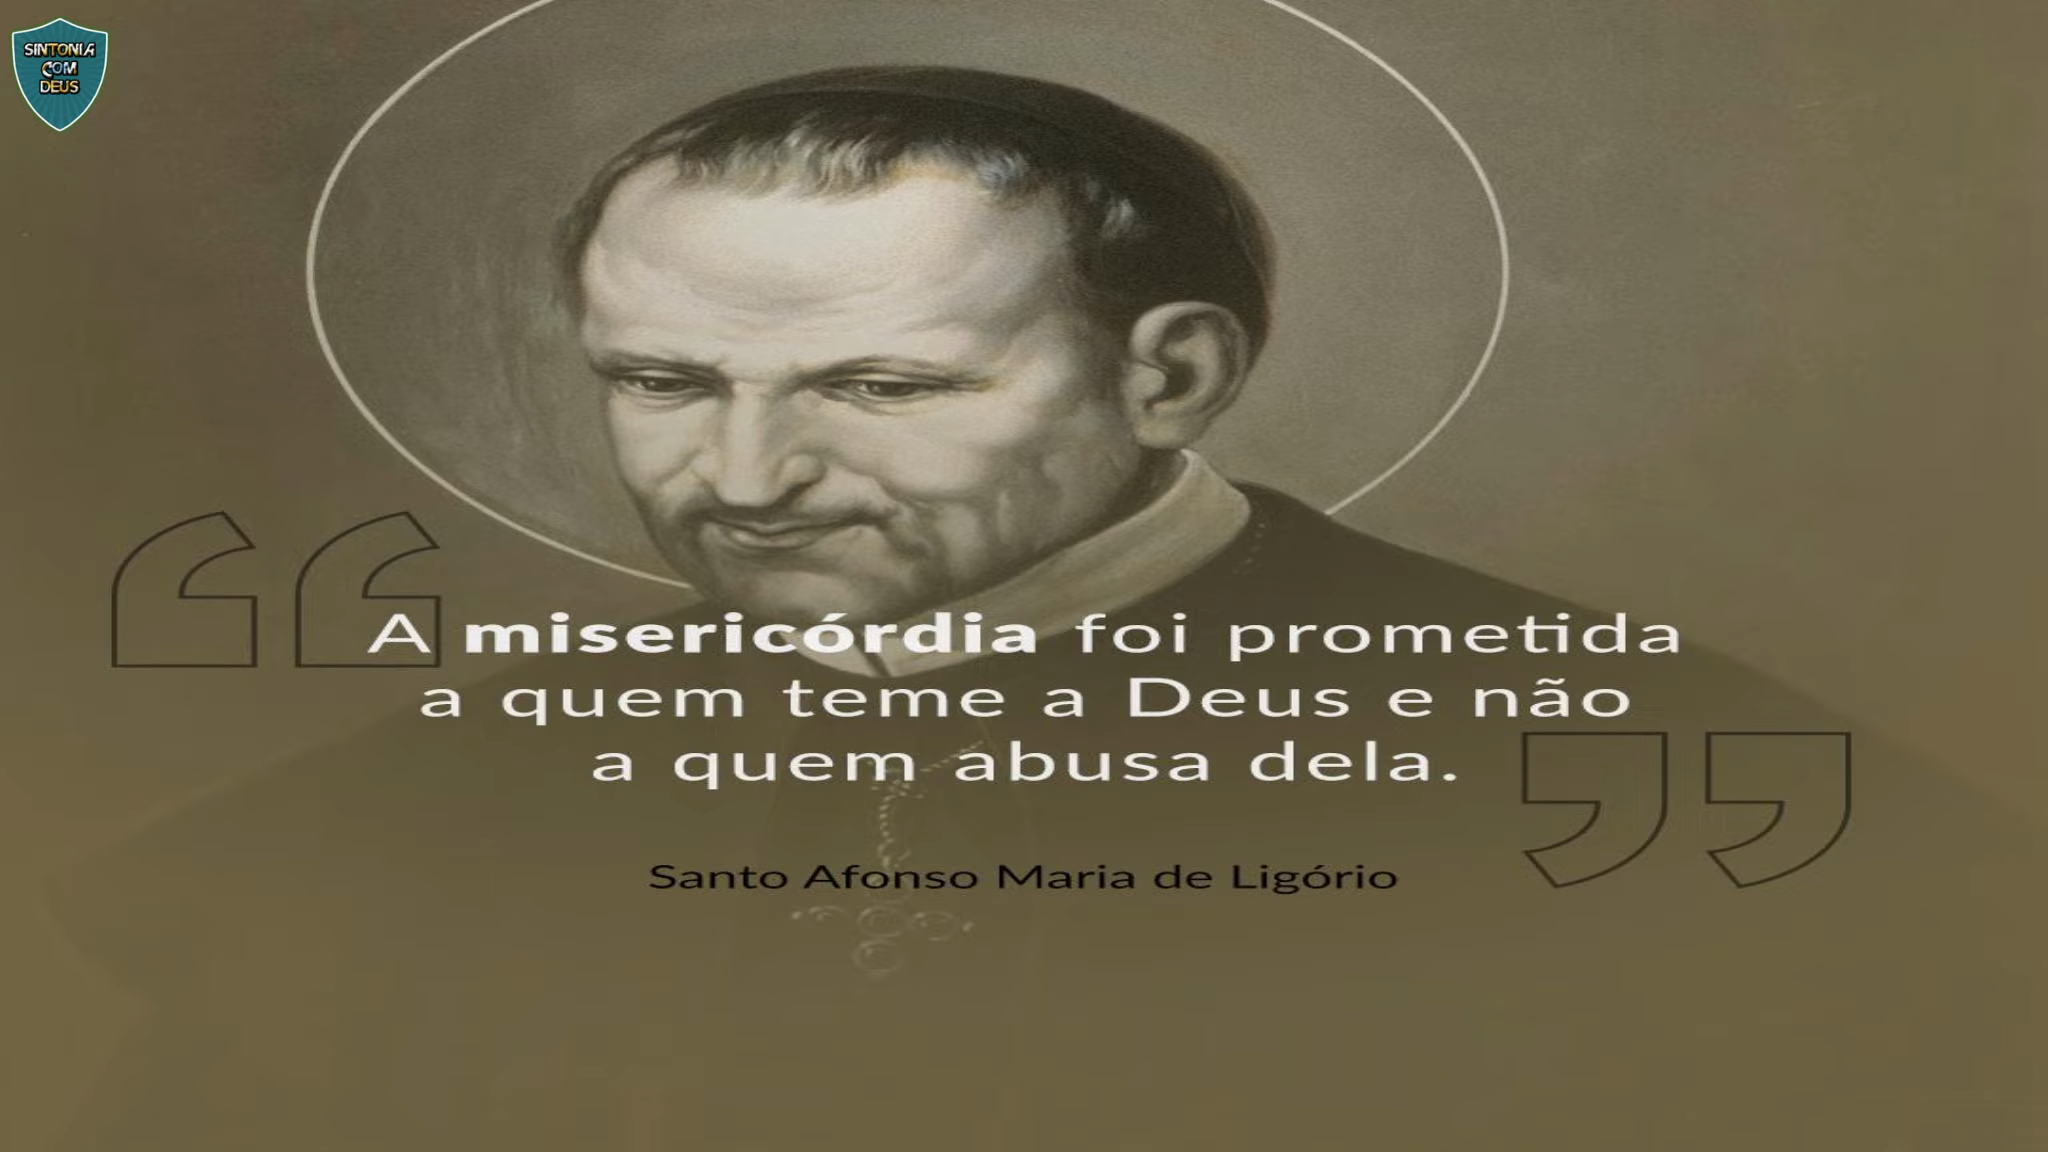 SINTONIA
COM
DEUS
A misericórdia foi prometida
a quem teme a Deus e não
a quem abusa dela.
Santo Afonso Maria de Ligório